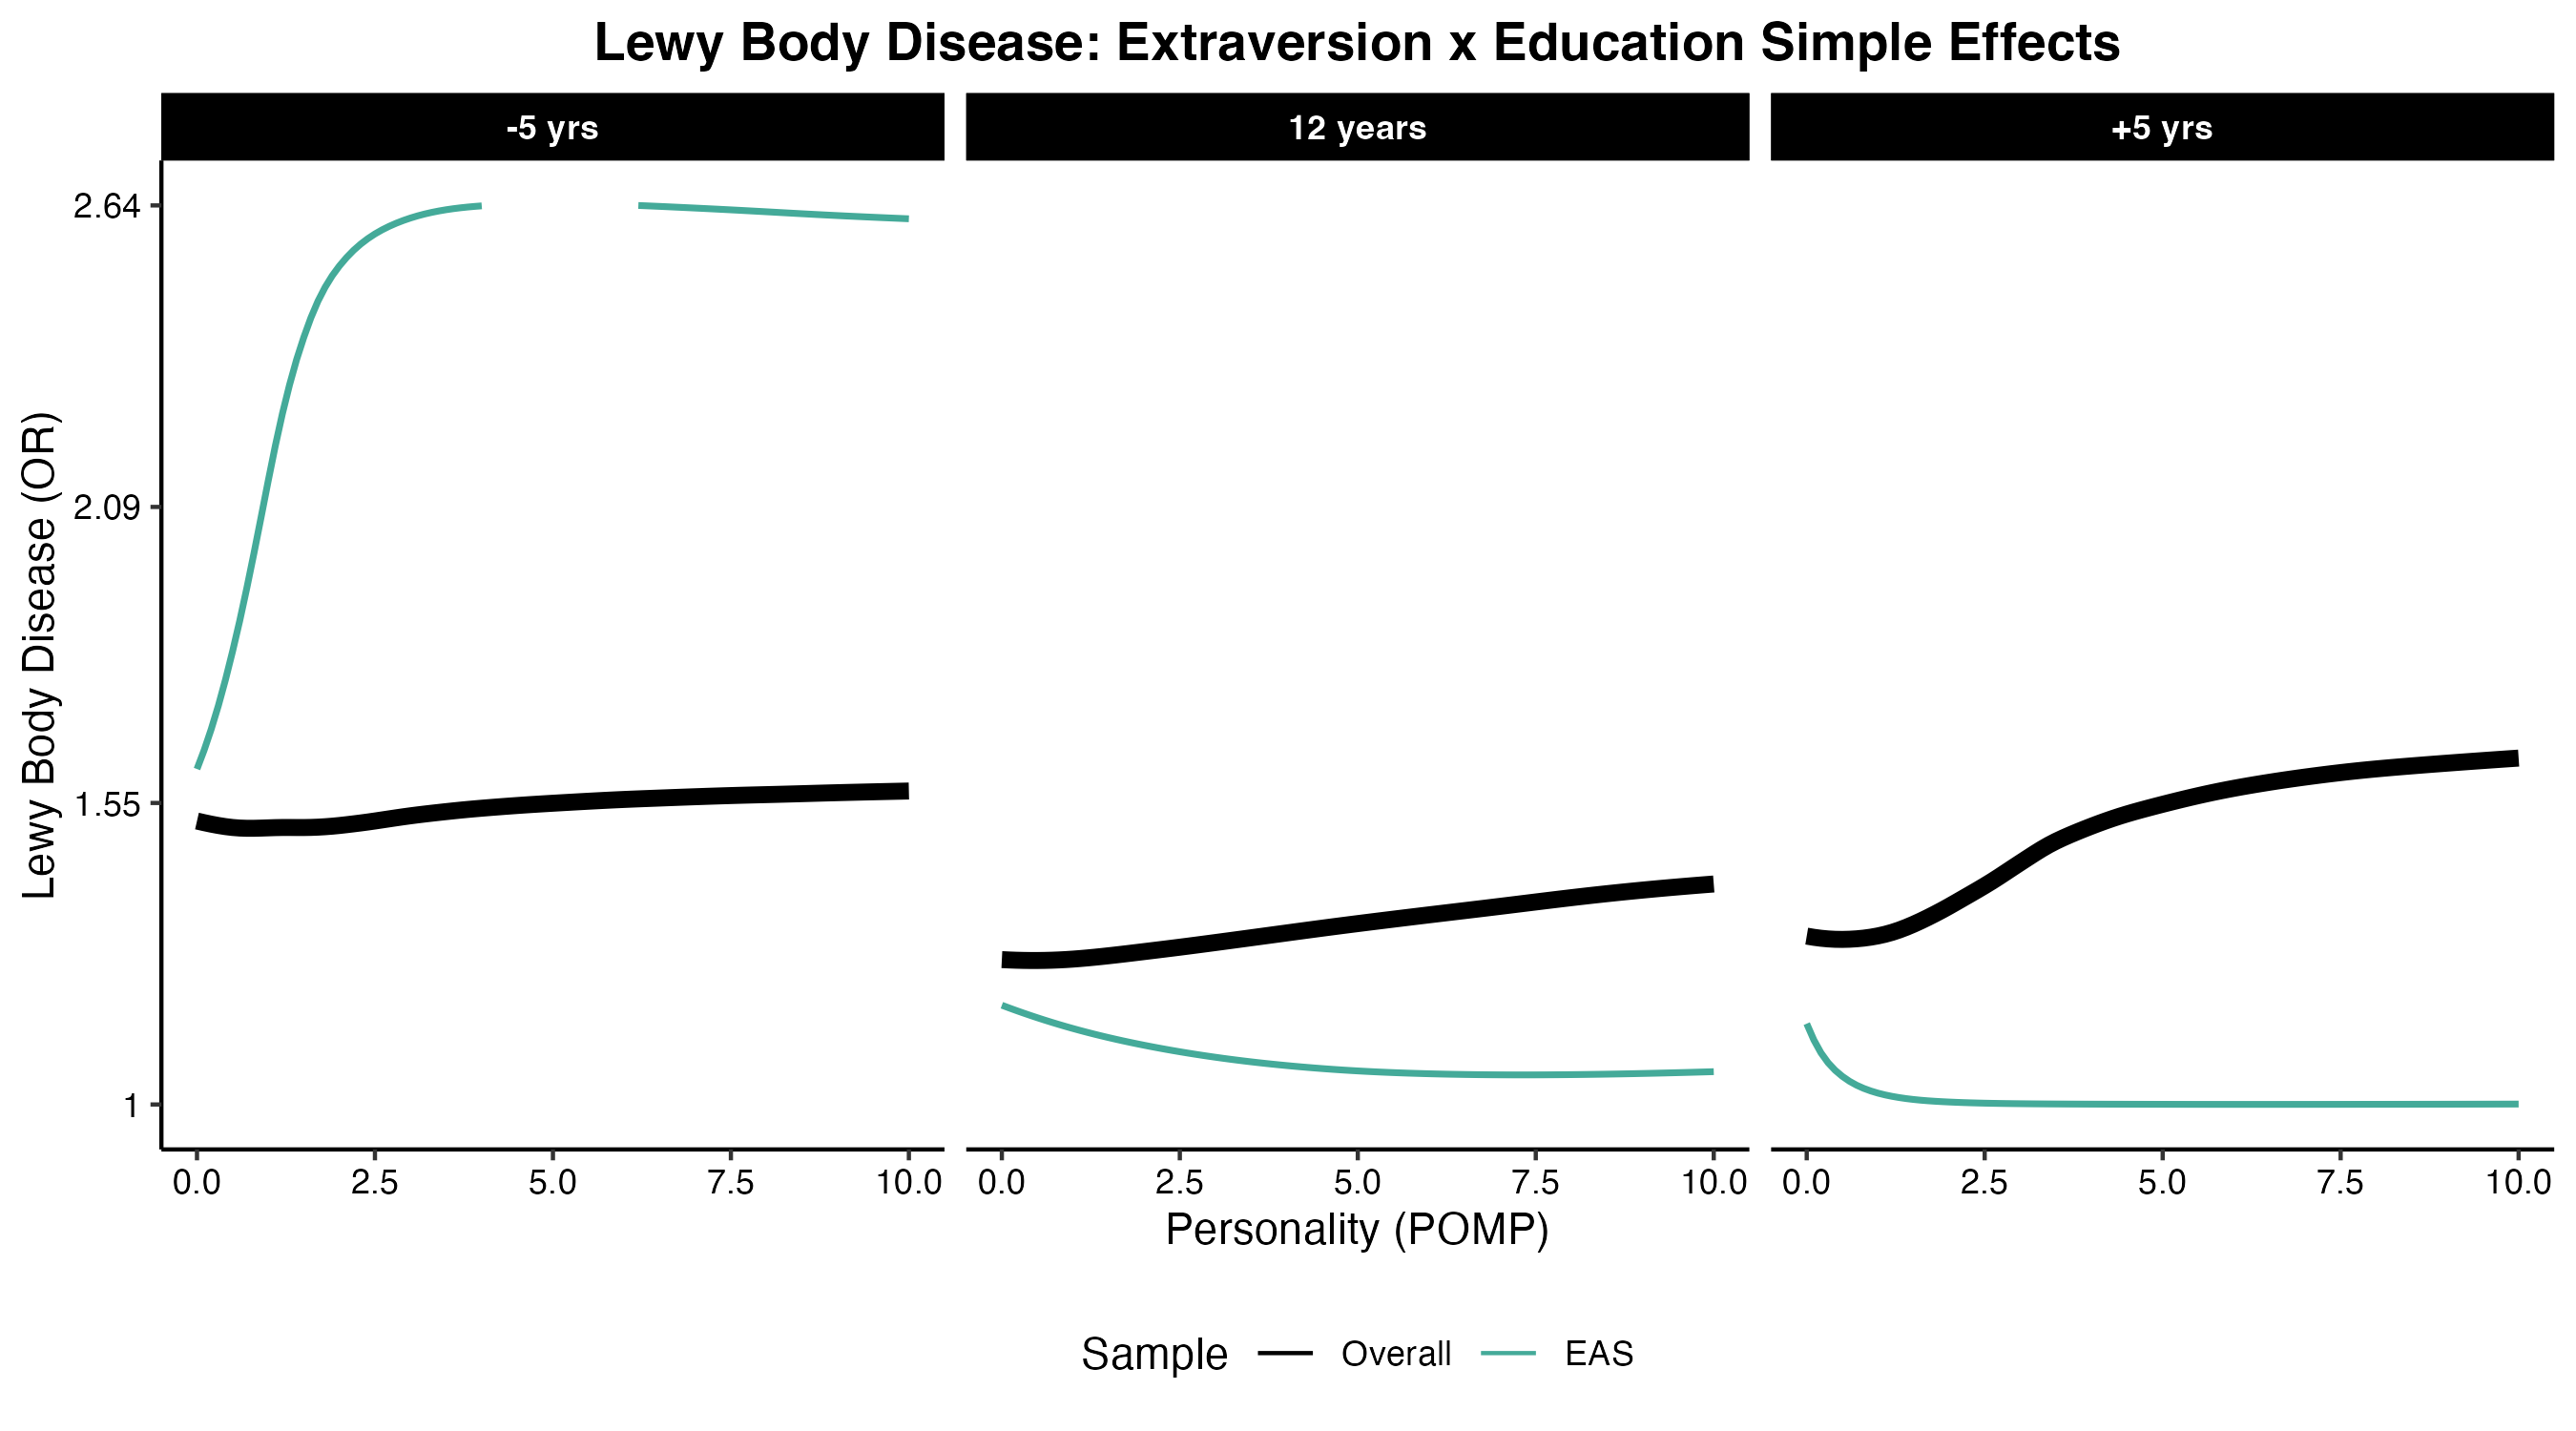 Lewy Body Disease: Extraversion x Education Simple Effects
-5 yrs
12 years
+5 yrs
Lewy Body Disease (OR)
2.64
2.09
1.55
1
0.0 2.5 5.0 7.5 10.0
0.0 2.5 5.0 7.5 10.0
0.0 2.5 5.0 7.5 10.0
Personality (POMP)
Sample Overall EAS